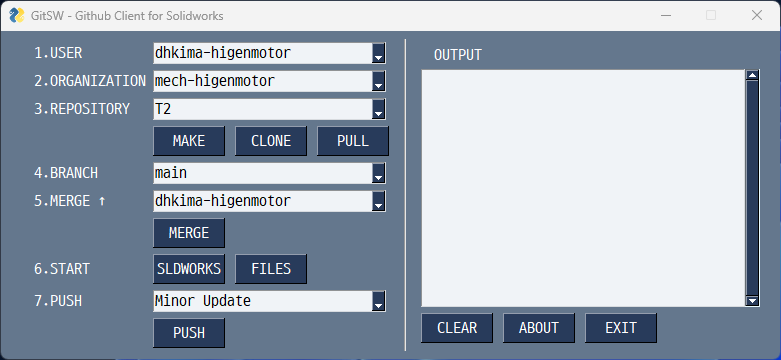 GitSW - Github Client for Solidworks
1.USER dhkima-higenmotor
2.ORGANIZATION mech-higenmotor
3.REPOSITORY T2
MAKE CLONE PULL
4.BRANCH main
5.MERGE ↑ dhkima-higenmotor
MERGE
6.START SLDWORKS FILES
7.PUSH Minor Update
PUSH
OUTPUT
CLEAR ABOUT EXIT